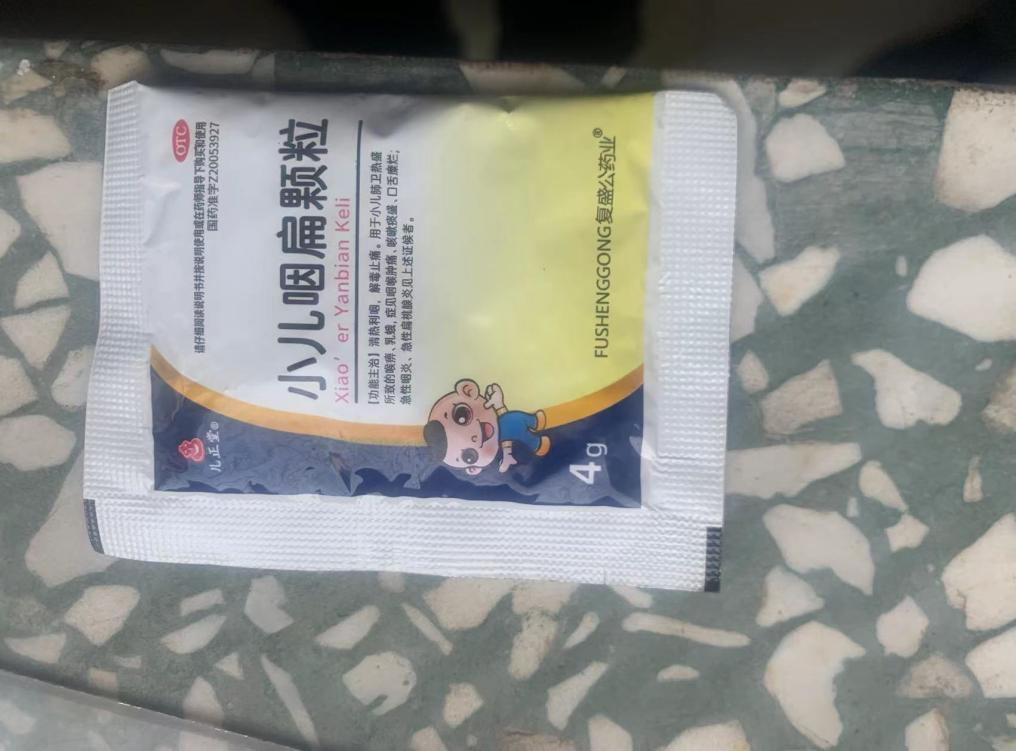 OTC
请仔细阅读说明书并按说明使用或在药师指导下购买和使用
国药准字Z20053927
小儿咽扁颗粒
Xiao’er Yanbian Keli
【功能主治】清热利咽，解毒止痛。用于小儿肺卫热盛
所致的喉痹、乳蛾，症见咽喉肿痛、咳嗽痰盛、口舌糜烂；
急性咽炎、急性扁桃腺炎见上述证候者。
FUSHENGGONG复盛公药业®
儿正堂®
4g